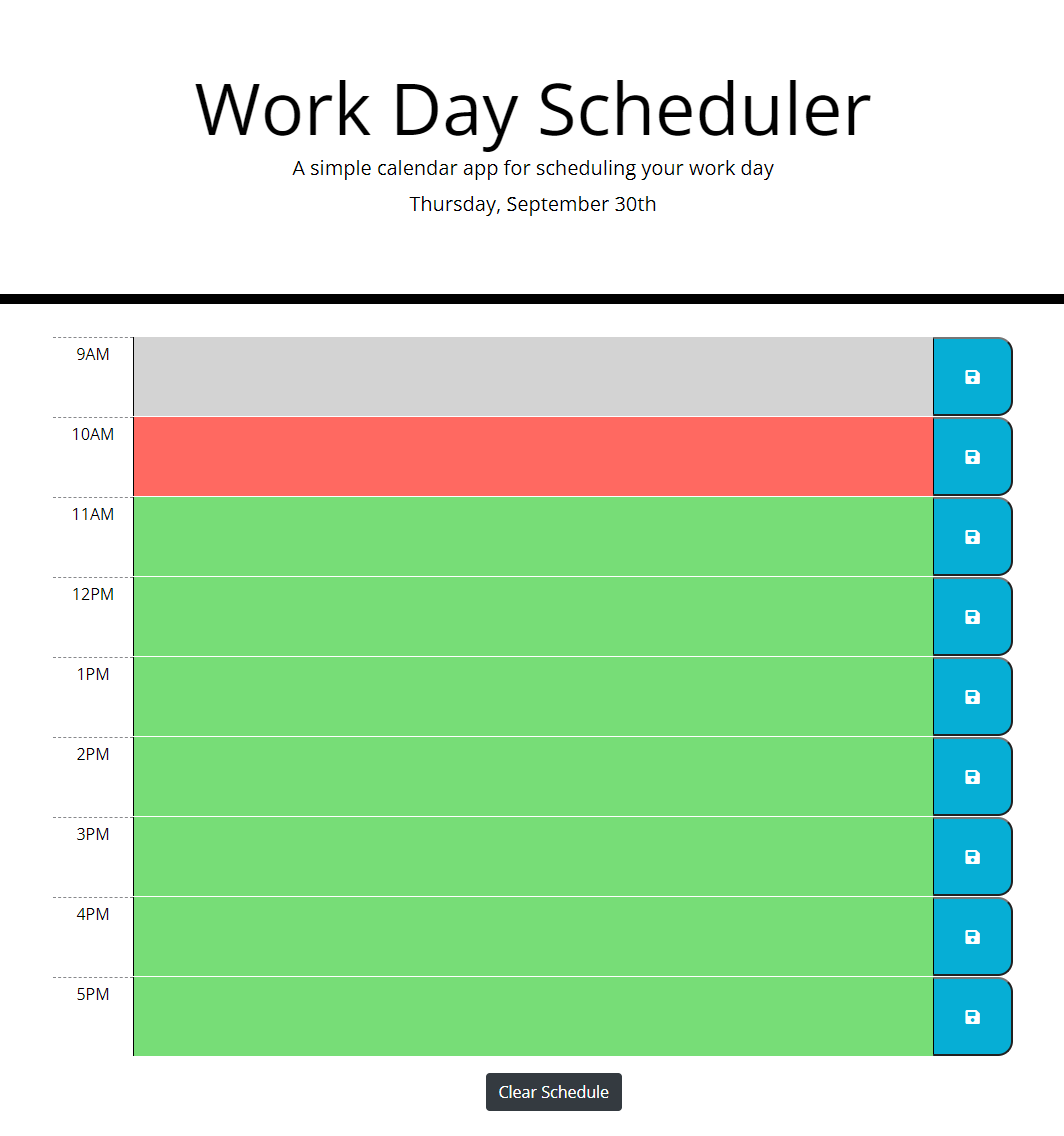 Work Day Scheduler
A simple calendar app for scheduling your work day
Thursday, September 30th
9AM
10AM
11AM
12PM
1PM
2PM
3PM
4PM
5PM
Clear Schedule